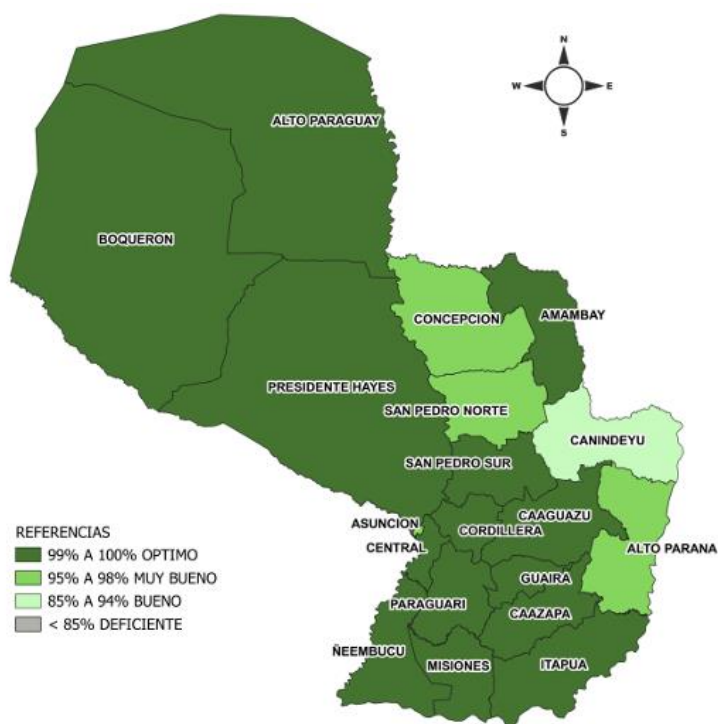 N
W E
S
ALTO PARAGUAY
BOQUERON
CONCEPCION
AMAMBAY
PRESIDENTE HAYES
SAN PEDRO NORTE
CANINDEYU
SAN PEDRO SUR
ASUNCION
CORDILLERA
CAAGUAZU
CENTRAL
ALTO PARANA
GUAIRA
PARAGUARI
CAAZAPA
ÑEEMBUCU
MISIONES
ITAPUA
REFERENCIAS
99% A 100% OPTIMO
95% A 98% MUY BUENO
85% A 94% BUENO
< 85% DEFICIENTE